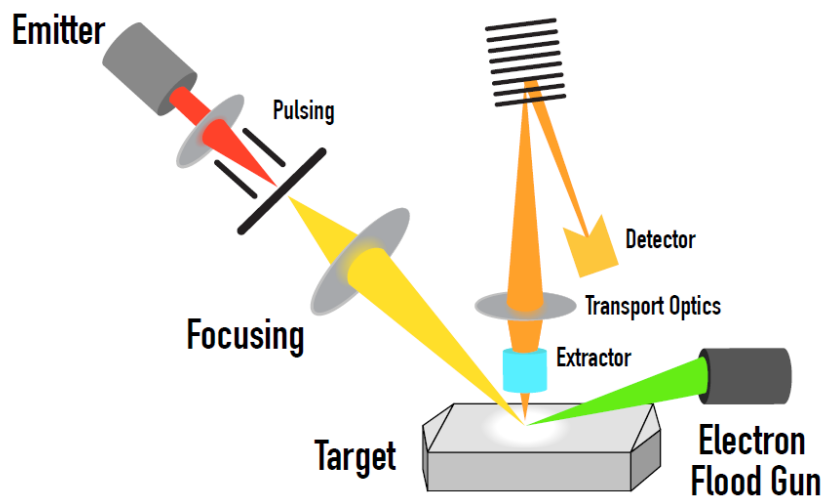 Emitter
Pulsing
Detector
Transport Optics
Focusing
Extractor
Target
Electron
Flood Gun